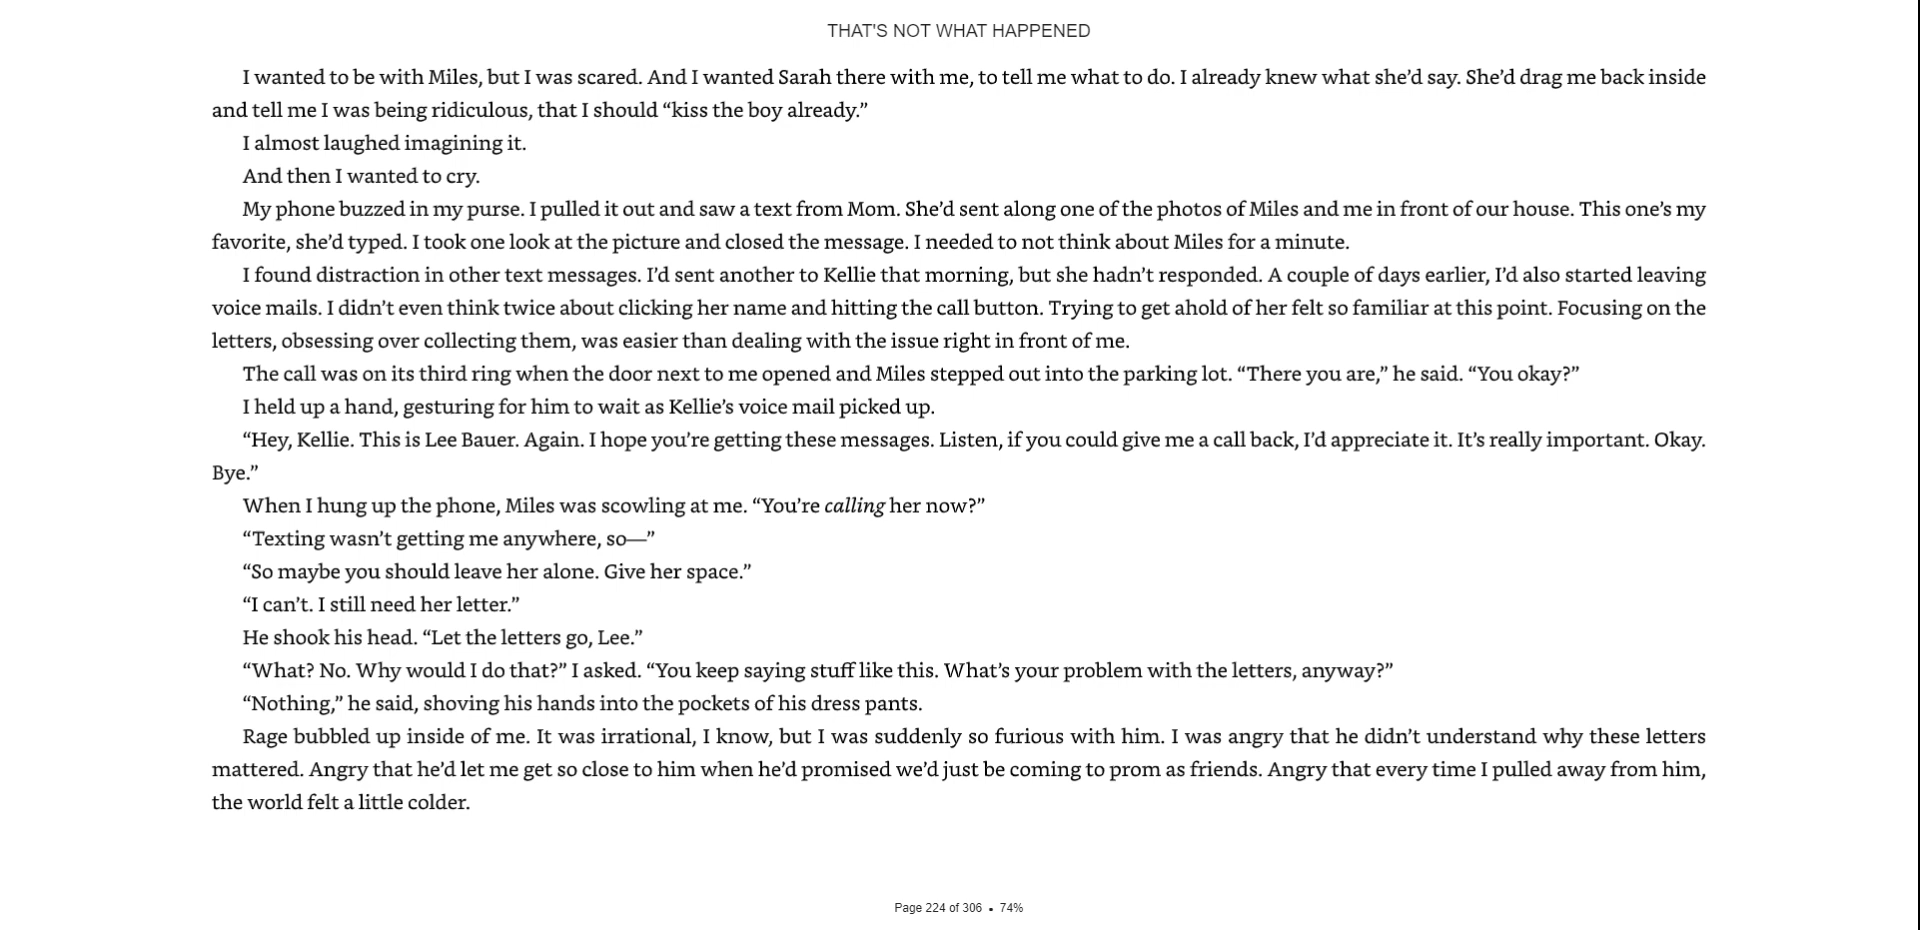 THAT'S NOT WHAT HAPPENED
I wanted to be with Miles, but I was scared. And I wanted Sarah there with me, to tell me what to do. I already knew what she’d say. She’d drag me back inside
and tell me I was being ridiculous, that I should “kiss the boy already.”
I almost laughed imagining it.
And then I wanted to cry.
My phone buzzed in my purse. I pulled it out and saw a text from Mom. She’d sent along one of the photos of Miles and me in front of our house. This one’s my
favorite, she’d typed. I took one look at the picture and closed the message. I needed to not think about Miles for a minute.
I found distraction in other text messages. I’d sent another to Kellie that morning, but she hadn’t responded. A couple of days earlier, I’d also started leaving
voice mails. I didn’t even think twice about clicking her name and hitting the call button. Trying to get ahold of her felt so familiar at this point. Focusing on the
letters, obsessing over collecting them, was easier than dealing with the issue right in front of me.
The call was on its third ring when the door next to me opened and Miles stepped out into the parking lot. “There you are,” he said. “You okay?”
I held up a hand, gesturing for him to wait as Kellie’s voice mail picked up.
“Hey, Kellie. This is Lee Bauer. Again. I hope you’re getting these messages. Listen, if you could give me a call back, I’d appreciate it. It’s really important. Okay.
Bye.”
When I hung up the phone, Miles was scowling at me. “You’re calling her now?”
“Texting wasn’t getting me anywhere, so—”
“So maybe you should leave her alone. Give her space.”
“I can’t. I still need her letter.”
He shook his head. “Let the letters go, Lee.”
“What? No. Why would I do that?” I asked. “You keep saying stuff like this. What’s your problem with the letters, anyway?”
“Nothing,” he said, shoving his hands into the pockets of his dress pants.
Rage bubbled up inside of me. It was irrational, I know, but I was suddenly so furious with him. I was angry that he didn’t understand why these letters
mattered. Angry that he’d let me get so close to him when he’d promised we’d just be coming to prom as friends. Angry that every time I pulled away from him,
the world felt a little colder.
Page 224 of 306 • 74%